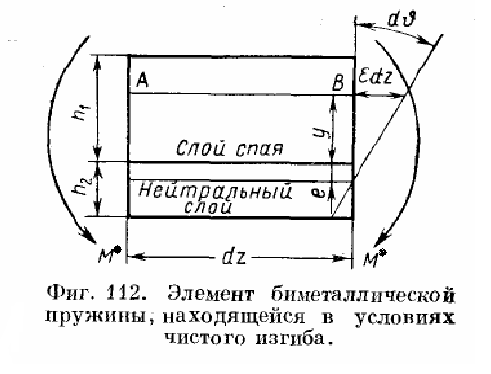 dϑ
A
B
εdz
h₁
y
Слой спая
h₂
Нейтральный
слой
e
M*
dz
M*
Фиг. 112. Элемент биметаллической
пружины, находящейся в условиях
чистого изгиба.